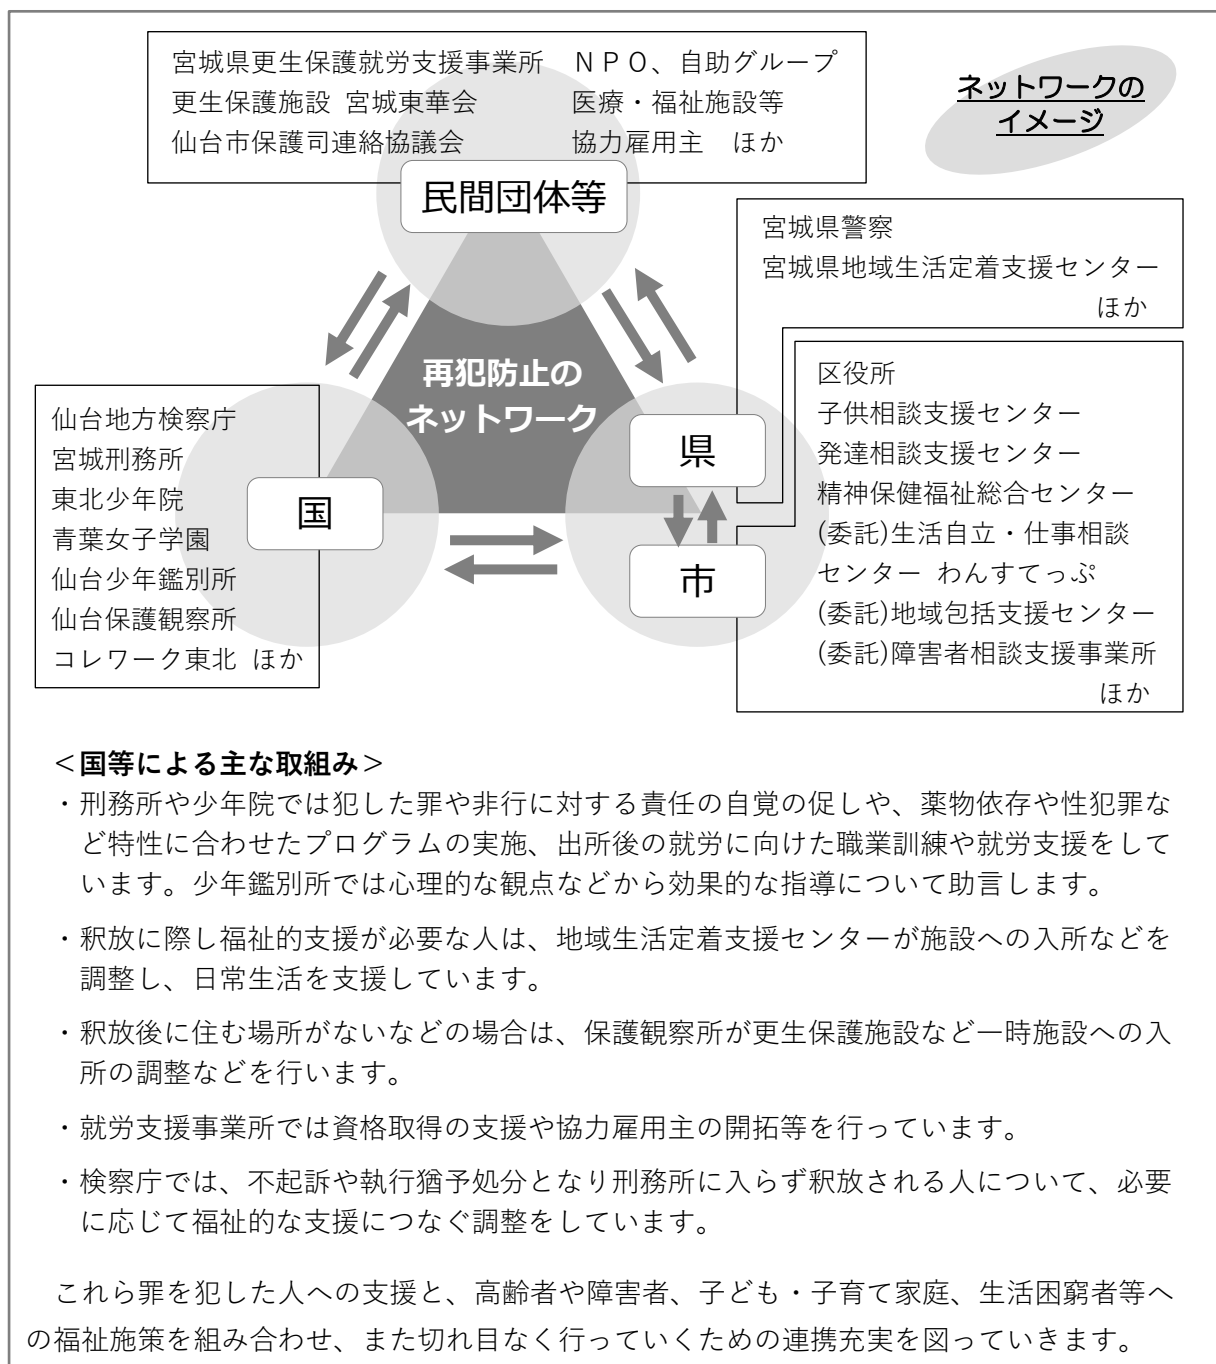 宮城県更生保護就労支援事業所　ＮＰＯ、自助グループ
更生保護施設 宮城東華会　医療・福祉施設等
仙台市保護司連絡協議会　協力雇用主　ほか
ネットワークの
イメージ
民間団体等
宮城県警察
宮城県地域生活定着支援センター
ほか
再犯防止の
ネットワーク
仙台地方検察庁
宮城刑務所
東北少年院
青葉女子学園
仙台少年鑑別所
仙台保護観察所
コレワーク東北 ほか
国
県
市
区役所
子供相談支援センター
発達相談支援センター
精神保健福祉総合センター
(委託)生活自立・仕事相談
センター わんすてっぷ
(委託)地域包括支援センター
(委託)障害者相談支援事業所
ほか
＜国等による主な取組み＞
・刑務所や少年院では犯した罪や非行に対する責任の自覚の促しや、薬物依存や性犯罪な
ど特性に合わせたプログラムの実施、出所後の就労に向けた職業訓練や就労支援をして
います。少年鑑別所では心理的な観点などから効果的な指導について助言します。
・釈放に際し福祉的支援が必要な人は、地域生活定着支援センターが施設への入所などを
調整し、日常生活を支援しています。
・釈放後に住む場所がないなどの場合は、保護観察所が更生保護施設など一時施設への入
所の調整などを行います。
・就労支援事業所では資格取得の支援や協力雇用主の開拓等を行っています。
・検察庁では、不起訴や執行猶予処分となり刑務所に入らず釈放される人について、必要
に応じて福祉的な支援につなぐ調整をしています。
これら罪を犯した人への支援と、高齢者や障害者、子ども・子育て家庭、生活困窮者等へ
の福祉施策を組み合わせ、また切れ目なく行っていくための連携充実を図っていきます。